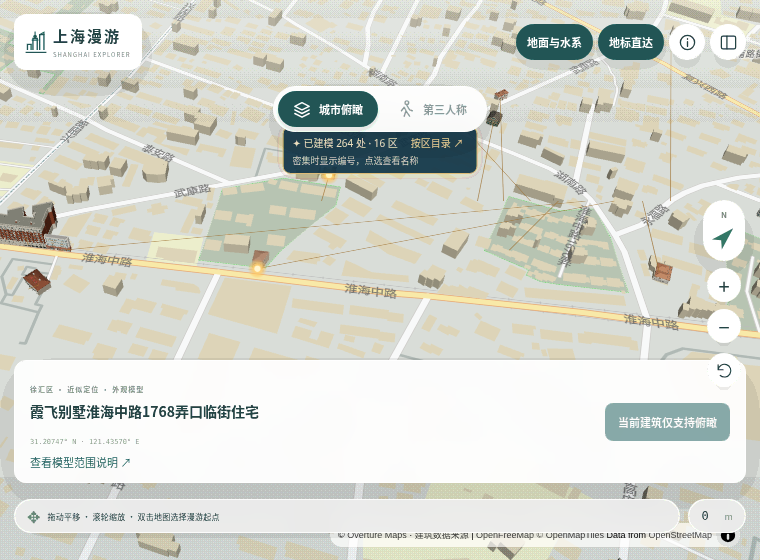 上海漫游
SHANGHAI EXPLORER
地面与水系
地标直达
城市俯瞰
第三人称
✦ 已建模 264 处 · 16 区 按区目录 ↗
密集时显示编号，点选查看名称
武康路
泰安路
湖南路
淮海中路
淮海中路
淮海中路
N
+
−
徐汇区 · 近似定位 · 外观模型
霞飞别墅淮海中路1768弄口临街住宅
31.20747° N · 121.43570° E
查看模型范围说明 ↗
当前建筑仅支持俯瞰
拖动平移 · 滚轮缩放 · 双击地图选择漫游起点
0 m
© Overture Maps · 建筑数据来源 | OpenFreeMap © OpenMapTiles Data from OpenStreetMap